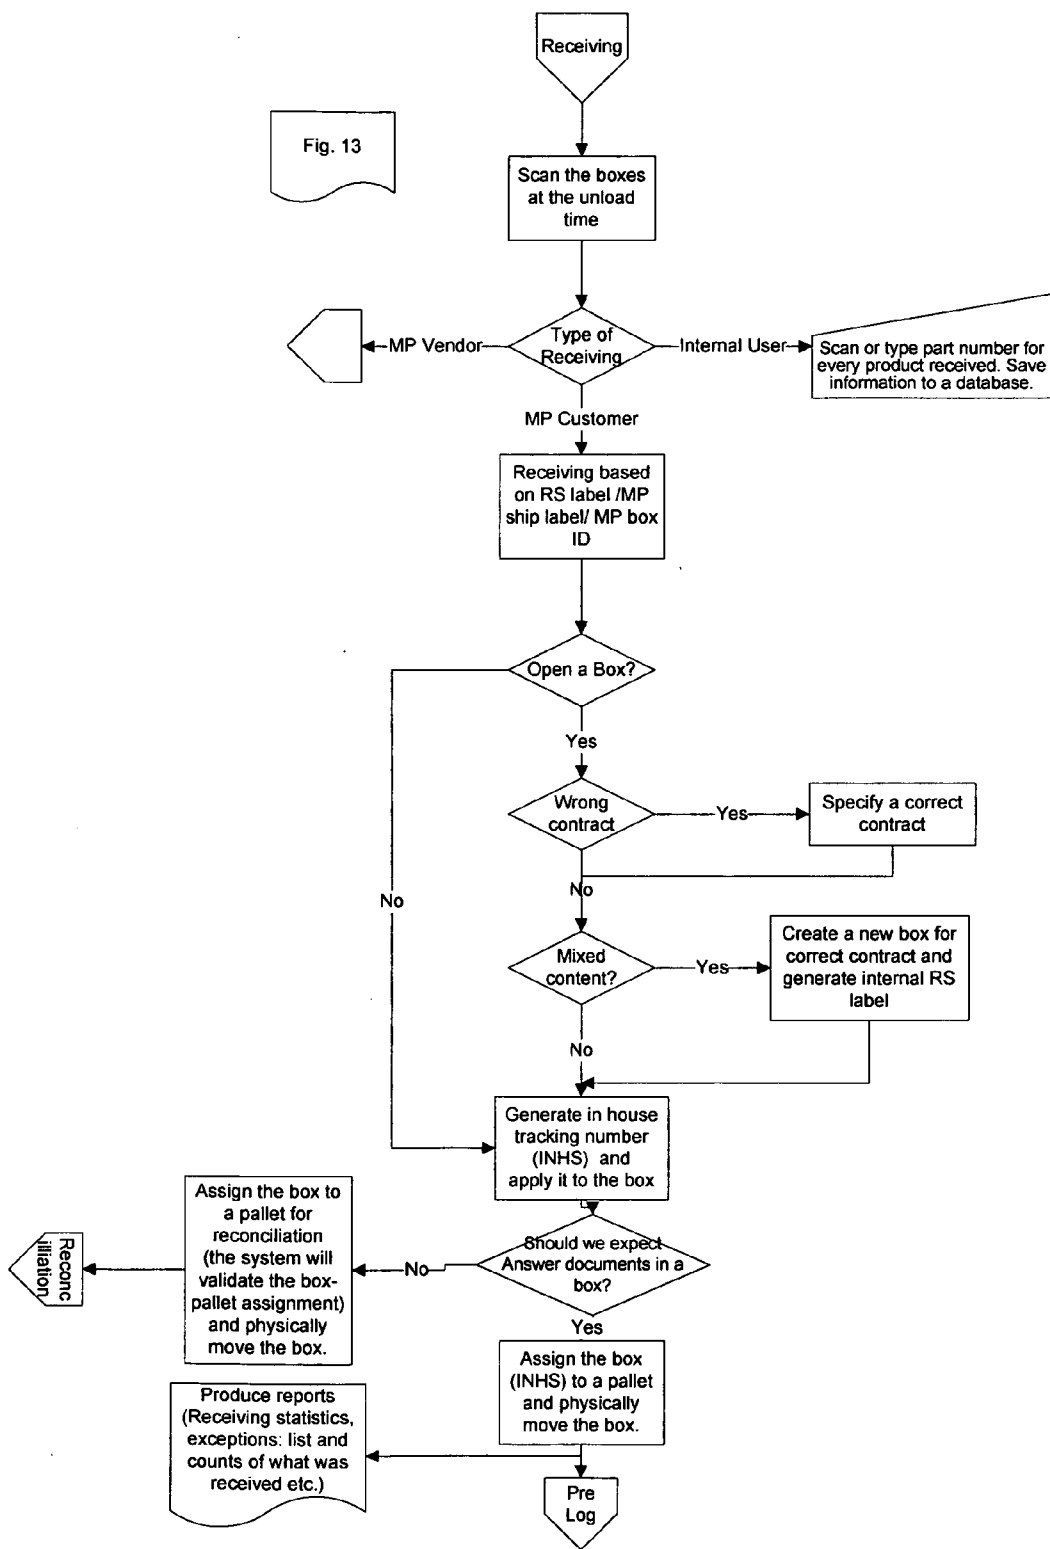 Receiving
Fig. 13
Scan the boxes
at the unload
time
MP Vendor
Type of
Receiving
Internal User
Scan or type part number for
every product received. Save
information to a database.
MP Customer
Receiving based
on RS label /MP
ship label/ MP box
ID
Open a Box?
Yes
Wrong
contract
Yes
Specify a correct
contract
No
No
Mixed
content?
Yes
Create a new box for
correct contract and
generate internal RS
label
No
Generate in house
tracking number
(INHS) and
apply it to the box
Assign the box to
a pallet for
reconciliation
(the system will
validate the box-
pallet assignment)
and physically
move the box.
Reconc
illiation
No
Should we expect
Answer documents in a
box?
Yes
Assign the box
(INHS) to a pallet
and physically
move the box.
Produce reports
(Receiving statistics,
exceptions: list and
counts of what was
received etc.)
Pre
Log